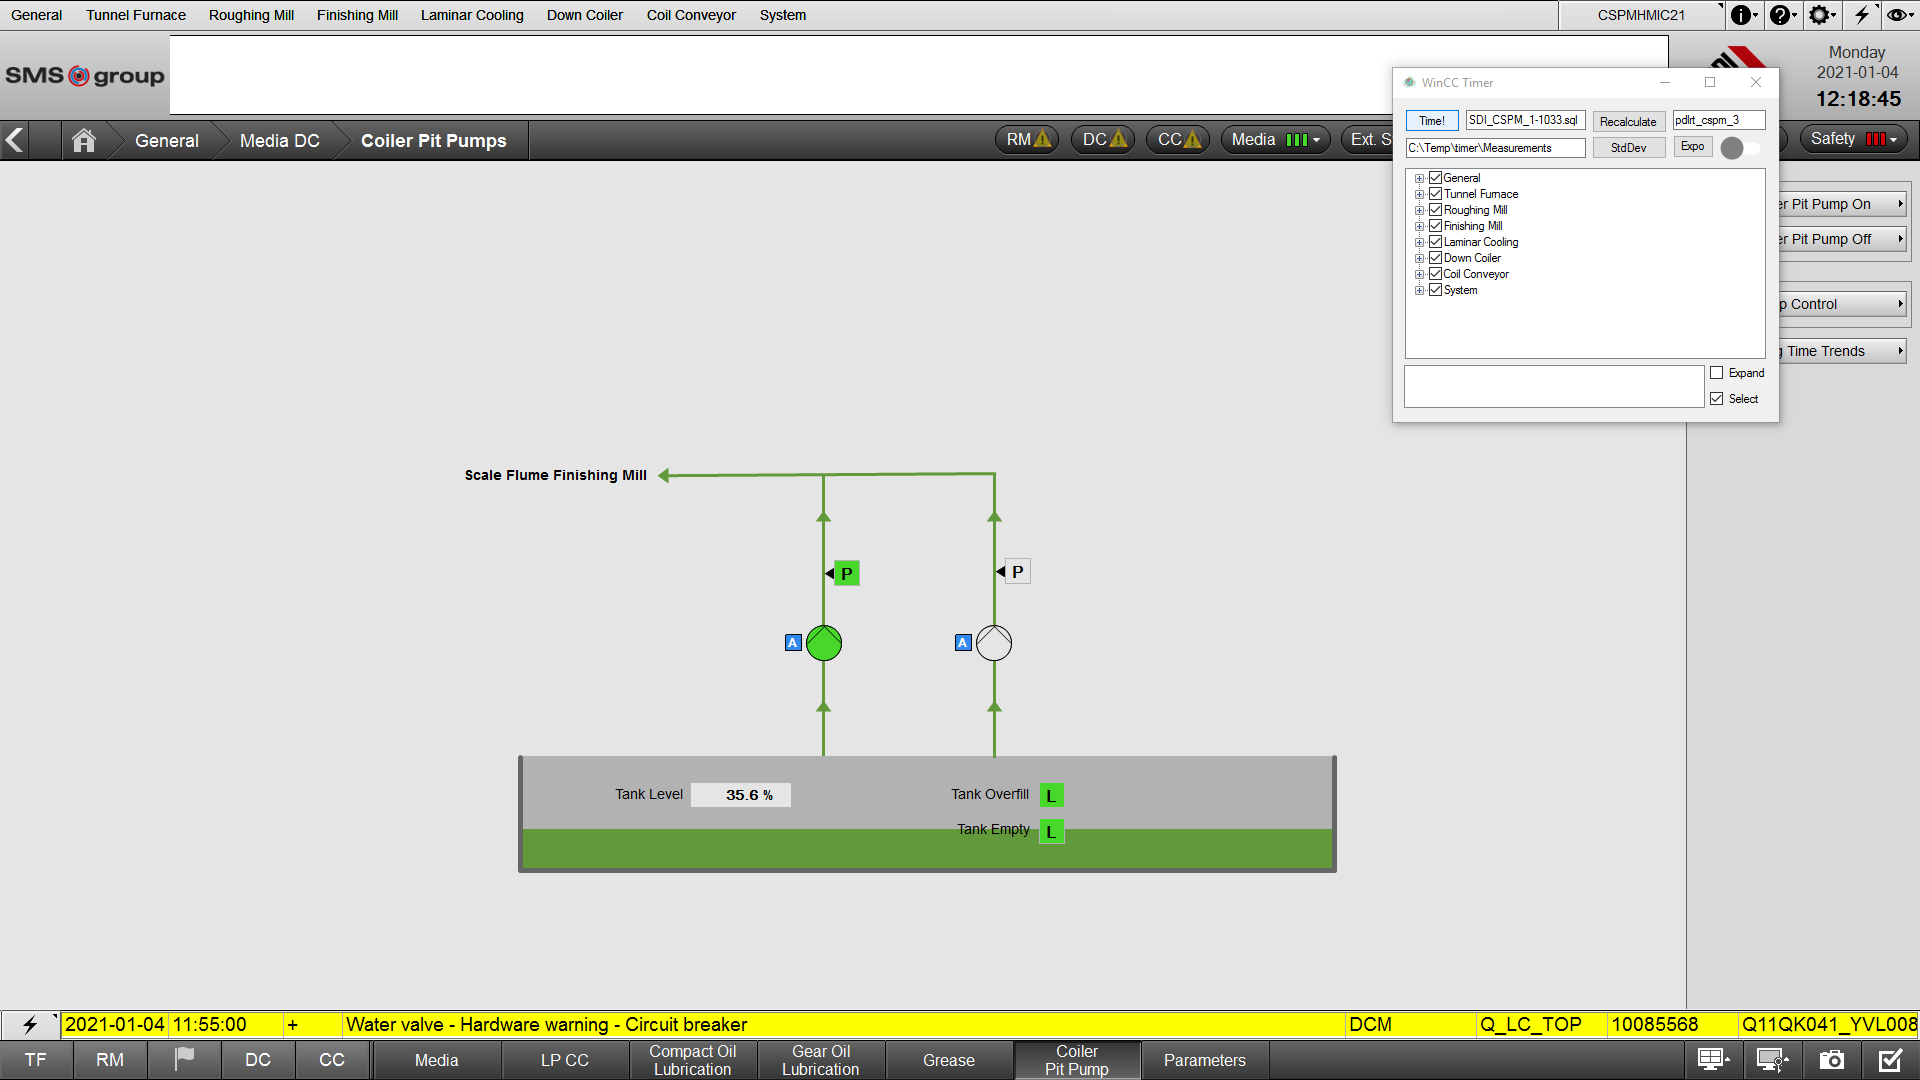 General Tunnel Furnace Roughing Mill Finishing Mill Laminar Cooling Down Coiler Coil Conveyor System CSPMHMIC21
SMS group
Monday
2021-01-04
12:18:45
WinCC Timer
Time! SDI_CSPM_1-1033.sql Recalculate pdlrt_cspm_3
C:\Temp\timer\Measurements StdDev Expo
General
Tunnel Furnace
Roughing Mill
Finishing Mill
Laminar Cooling
Down Coiler
Coil Conveyor
System
Expand
Select
General Media DC Coiler Pit Pumps RM DC CC Media Ext. S Safety
er Pit Pump On
er Pit Pump Off
p Control
g Time Trends
Scale Flume Finishing Mill
P P
A A
Tank Level 35.6 % Tank Overfill L
Tank Empty L
2021-01-04 11:55:00 + Water valve - Hardware warning - Circuit breaker DCM Q_LC_TOP 10085568 Q11QK041_YVL008
TF RM DC CC Media LP CC Compact Oil Lubrication Gear Oil Lubrication Grease Coiler Pit Pump Parameters